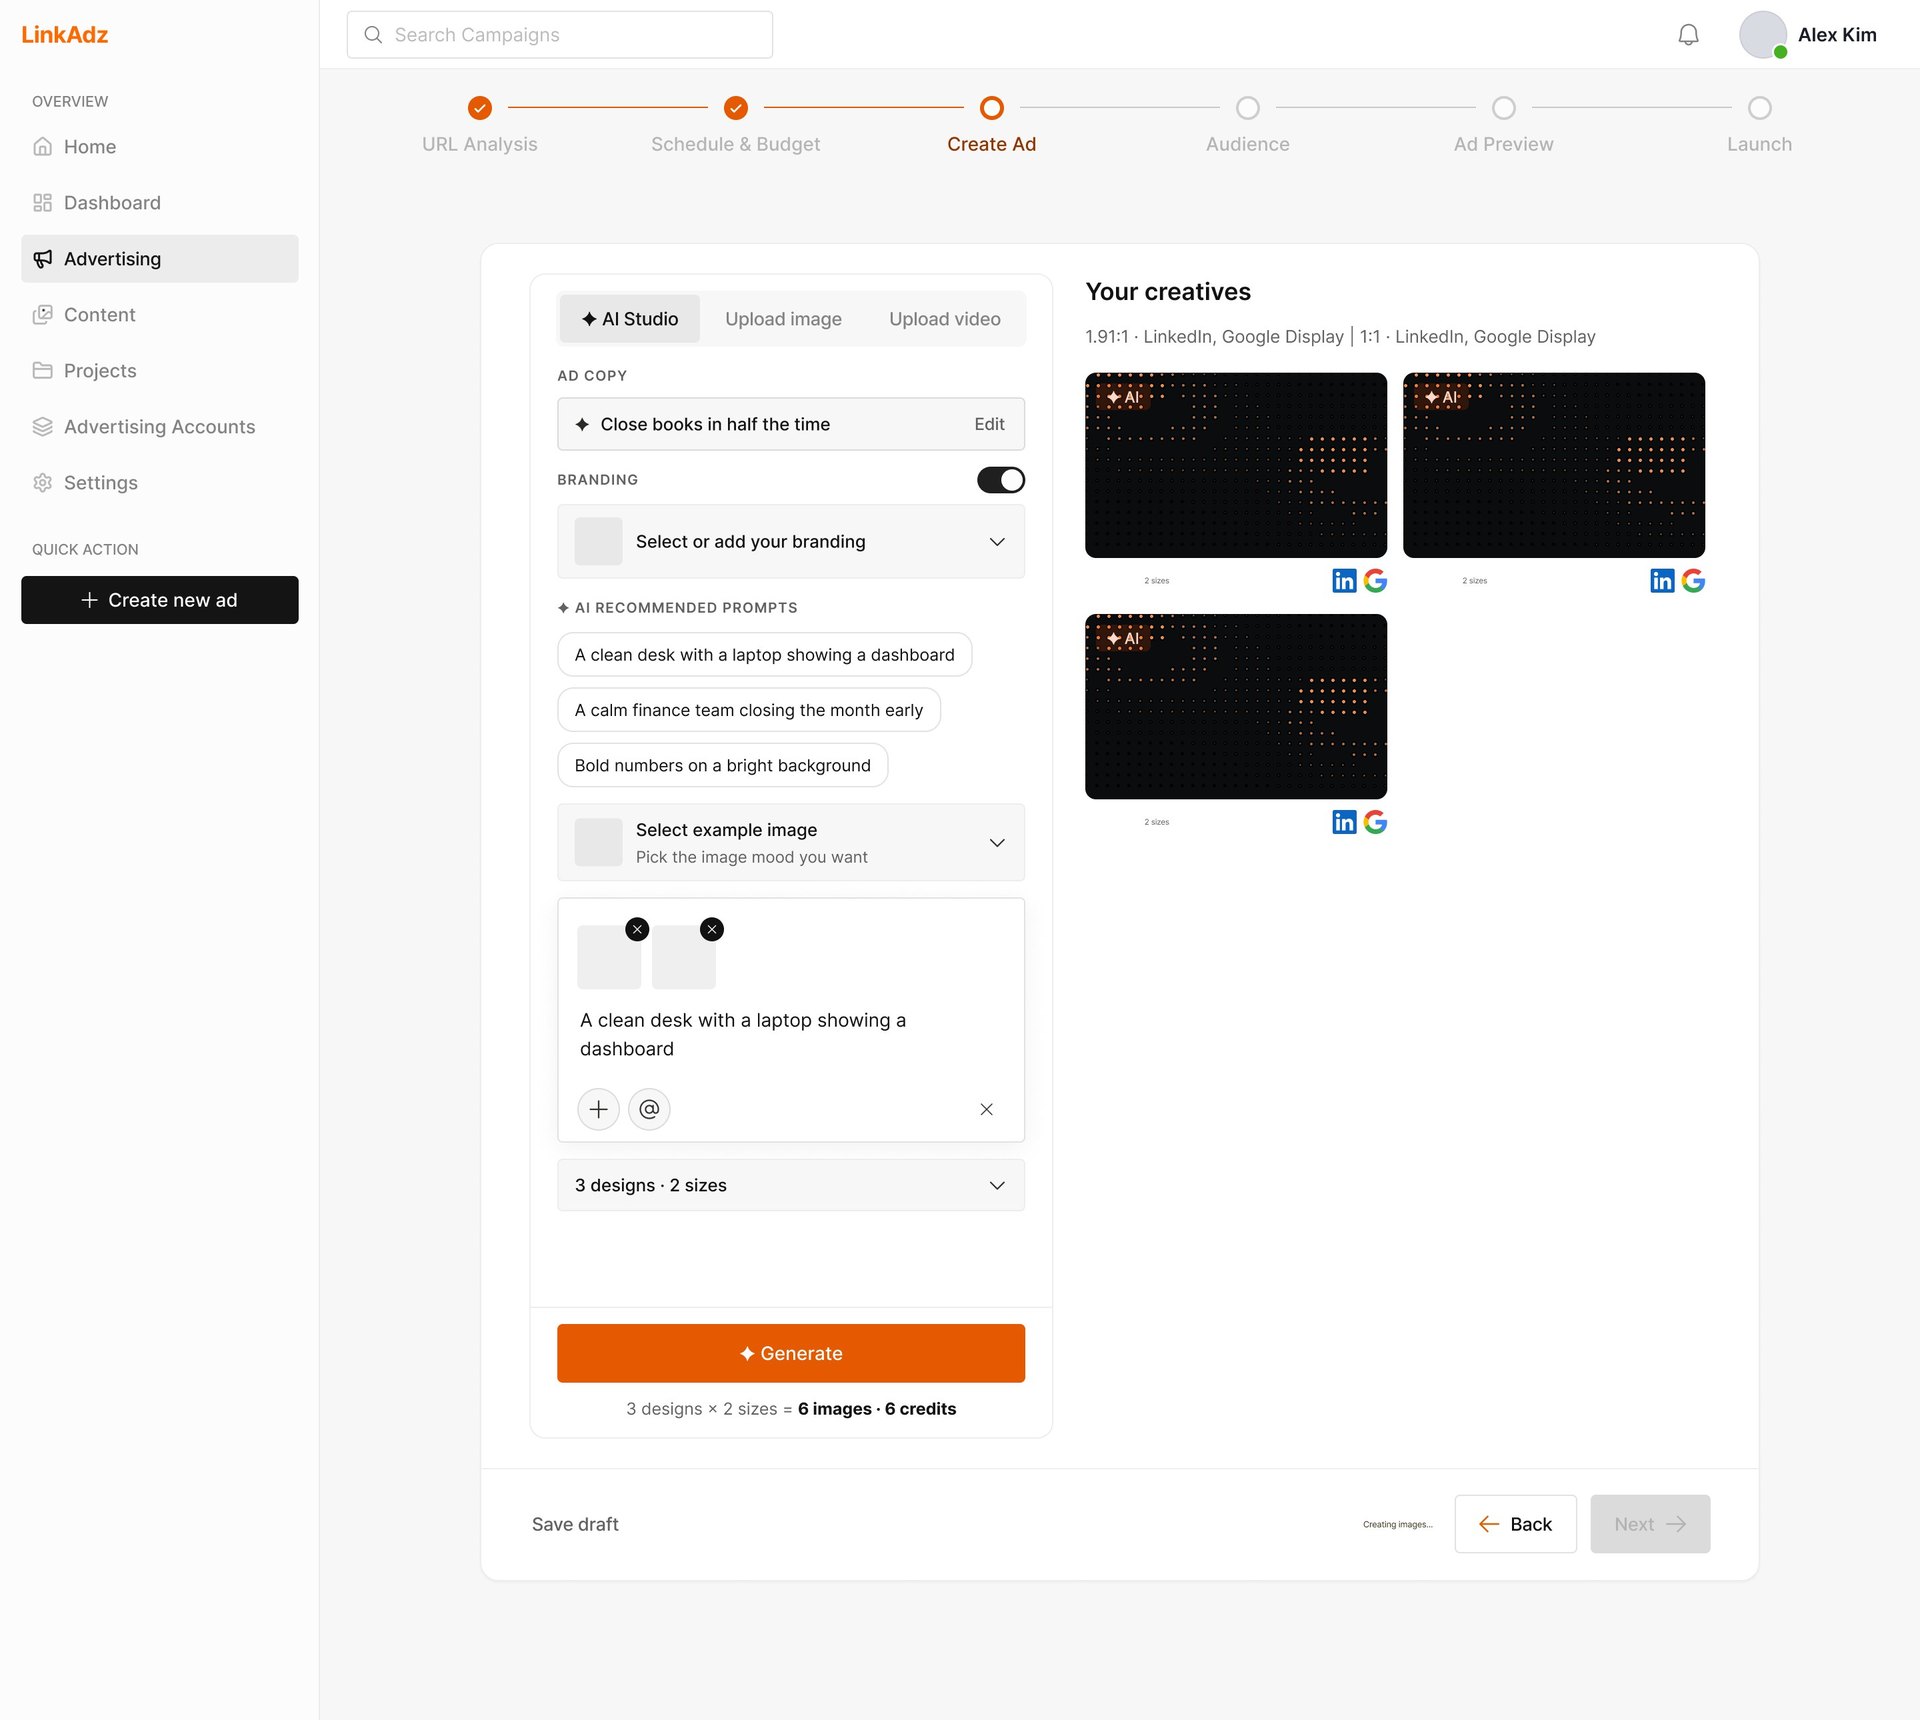 LinkAdz
Search Campaigns
Alex Kim
OVERVIEW
Home
Dashboard
Advertising
Content
Projects
Advertising Accounts
Settings
QUICK ACTION
Create new ad
URL Analysis
Schedule & Budget
Create Ad
Audience
Ad Preview
Launch
AI Studio
Upload image
Upload video
AD COPY
Close books in half the time
Edit
BRANDING
Select or add your branding
AI RECOMMENDED PROMPTS
A clean desk with a laptop showing a dashboard
A calm finance team closing the month early
Bold numbers on a bright background
Select example image
Pick the image mood you want
A clean desk with a laptop showing a
dashboard
@
3 designs · 2 sizes
Generate
3 designs × 2 sizes = 6 images · 6 credits
Your creatives
1.91:1 · LinkedIn, Google Display | 1:1 · LinkedIn, Google Display
AI
AI
2 sizes
in G
2 sizes
in G
AI
2 sizes
in G
Save draft
Creating images...
Back
Next